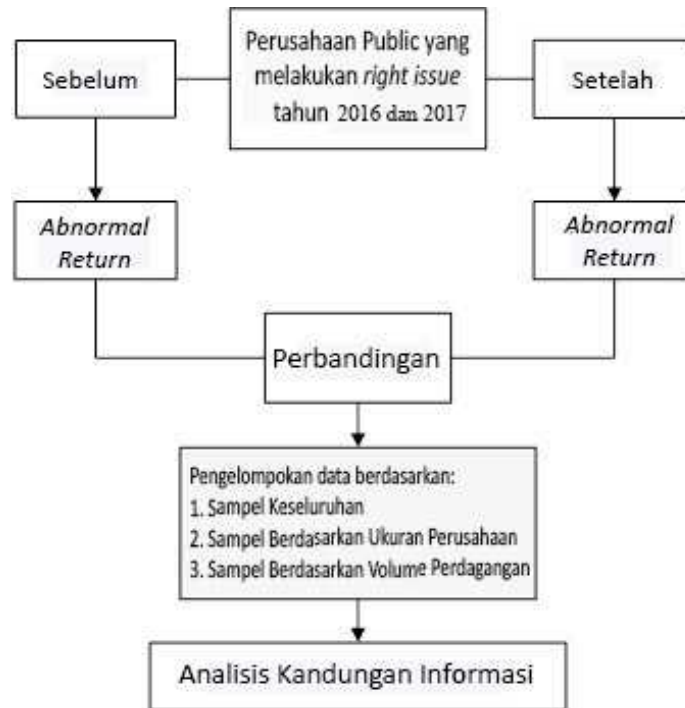 Perusahaan Public yang
melakukan right issue
tahun 2016 dan 2017
Sebelum
Setelah
Abnormal
Return
Abnormal
Return
Perbandingan
Pengelompokan data berdasarkan:
1. Sampel Keseluruhan
2. Sampel Berdasarkan Ukuran Perusahaan
3. Sampel Berdasarkan Volume Perdagangan
Analisis Kandungan Informasi